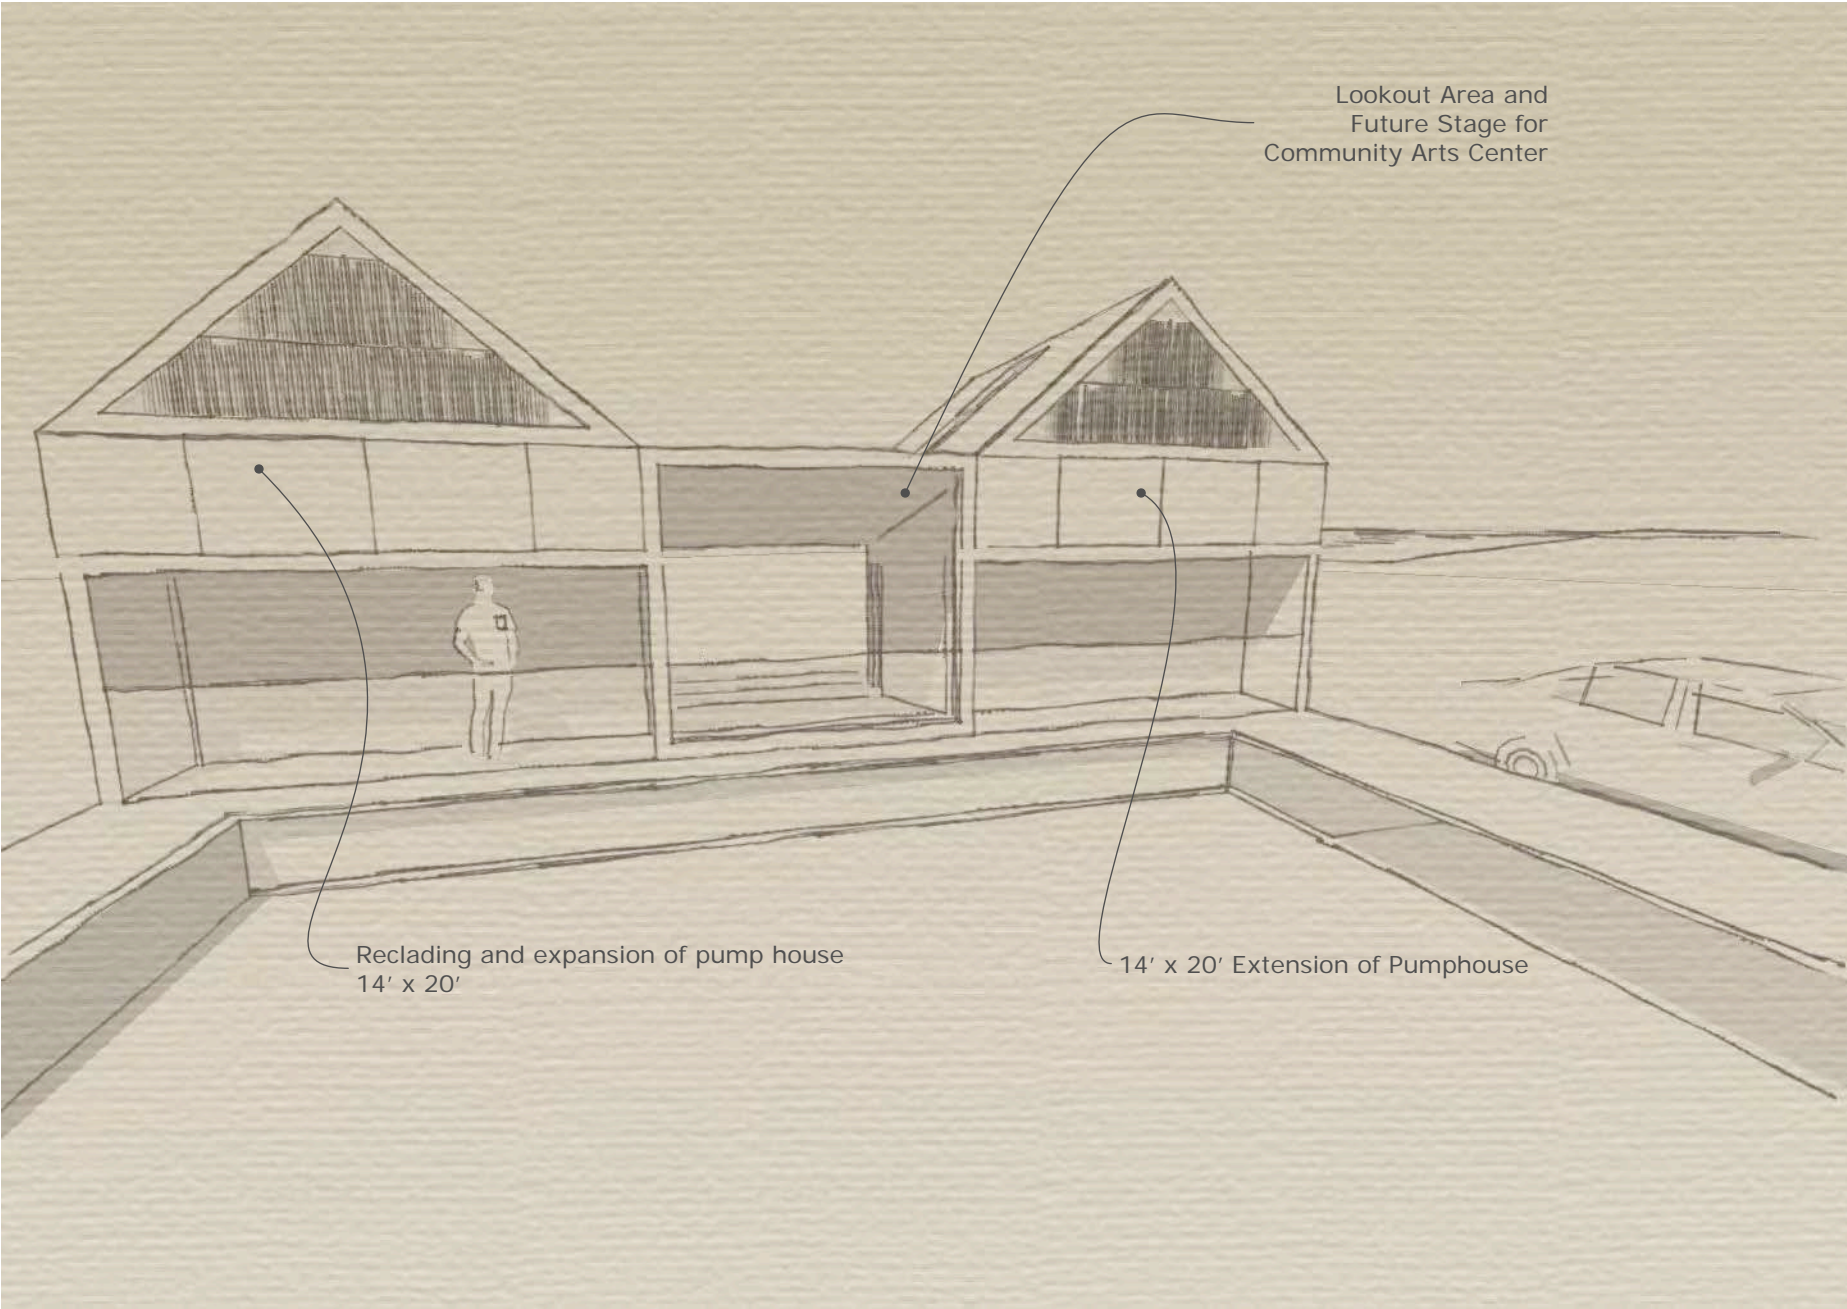 Lookout Area and
Future Stage for
Community Arts Center
Reclading and expansion of pump house
14’ x 20’
14’ x 20’ Extension of Pumphouse